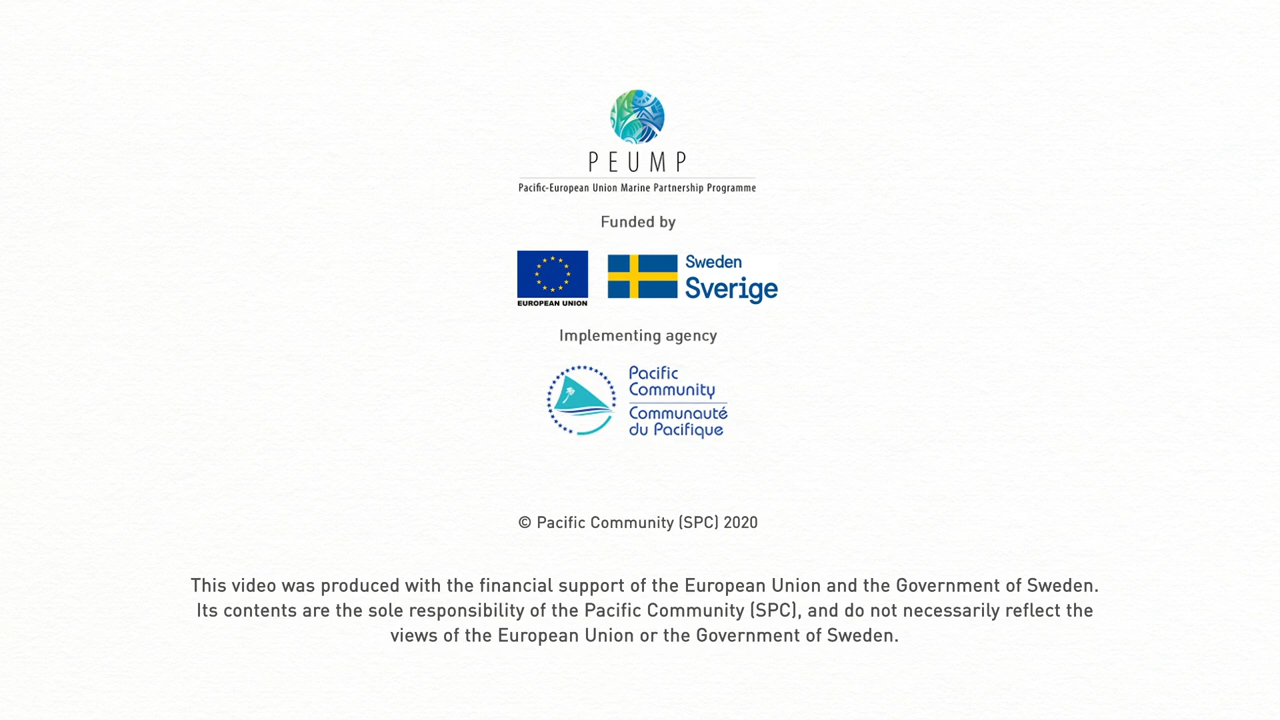 PEUMP
Pacific-European Union Marine Partnership Programme
Funded by
EUROPEAN UNION
Sweden
Sverige
Implementing agency
Pacific
Community
Communauté
du Pacifique
© Pacific Community (SPC) 2020
This video was produced with the financial support of the European Union and the Government of Sweden.
Its contents are the sole responsibility of the Pacific Community (SPC), and do not necessarily reflect the
views of the European Union or the Government of Sweden.